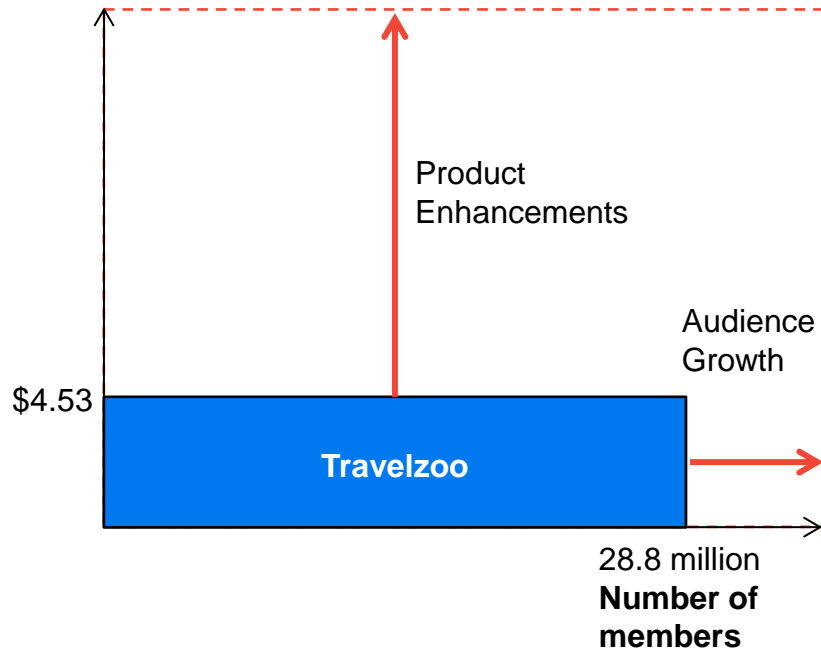 Product
Enhancements
Audience
Growth
$4.53
Travelzoo
28.8 million
Number of
members